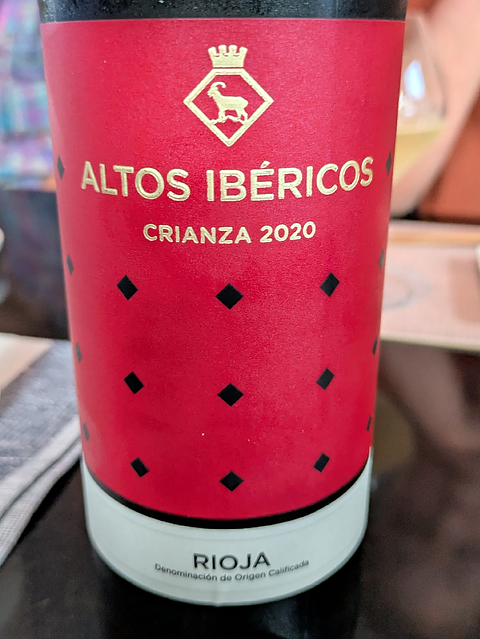 ALTOS IBÉRICOS
CRIANZA 2020
RIOJA
Denominación de Origen Calificada